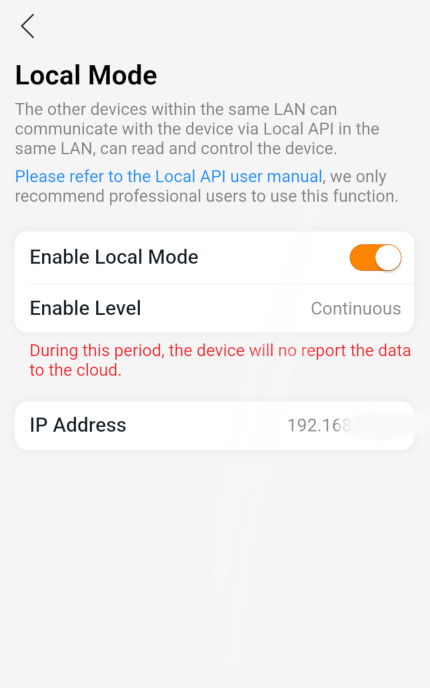 Local Mode
The other devices within the same LAN can
communicate with the device via Local API in the
same LAN, can read and control the device.
Please refer to the Local API user manual, we only
recommend professional users to use this function.
Enable Local Mode
Enable Level Continuous
During this period, the device will no report the data
to the cloud.
IP Address 192.168